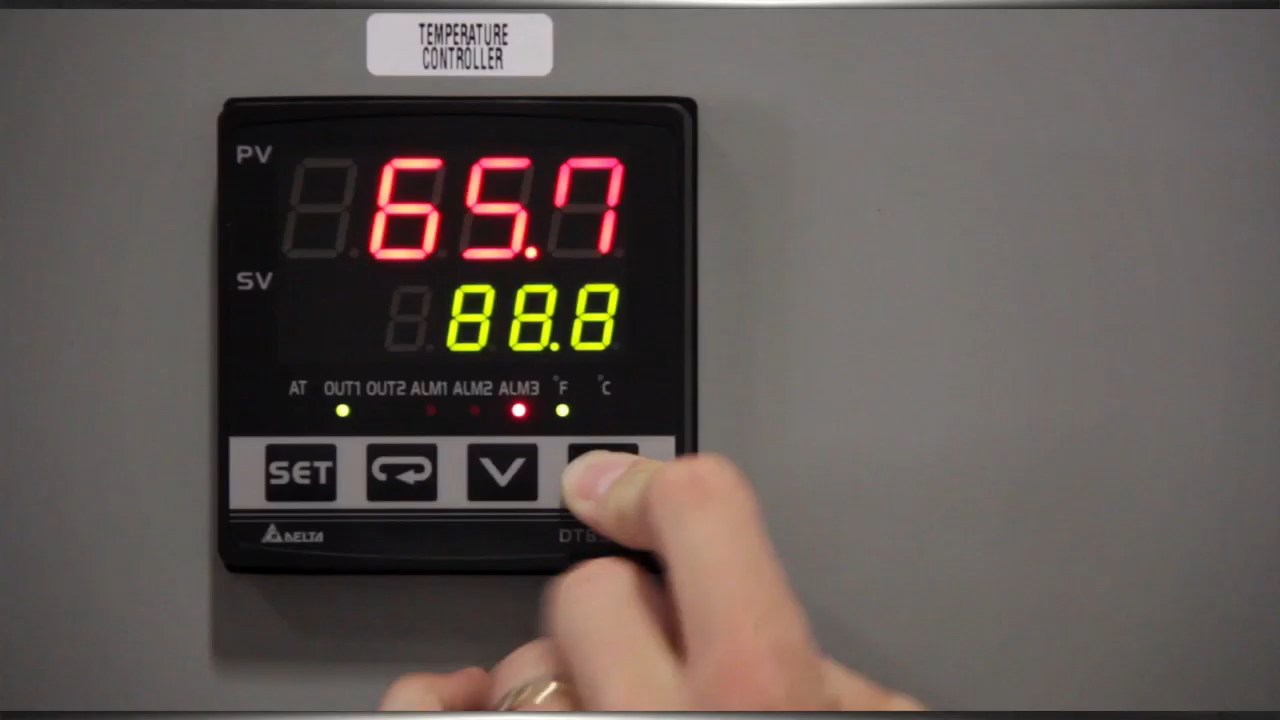 TEMPERATURE
CONTROLLER
PV
65.7
SV
88.8
AT OUT1 OUT2 ALM1 ALM2 ALM3 °F °C
SET
DELTA